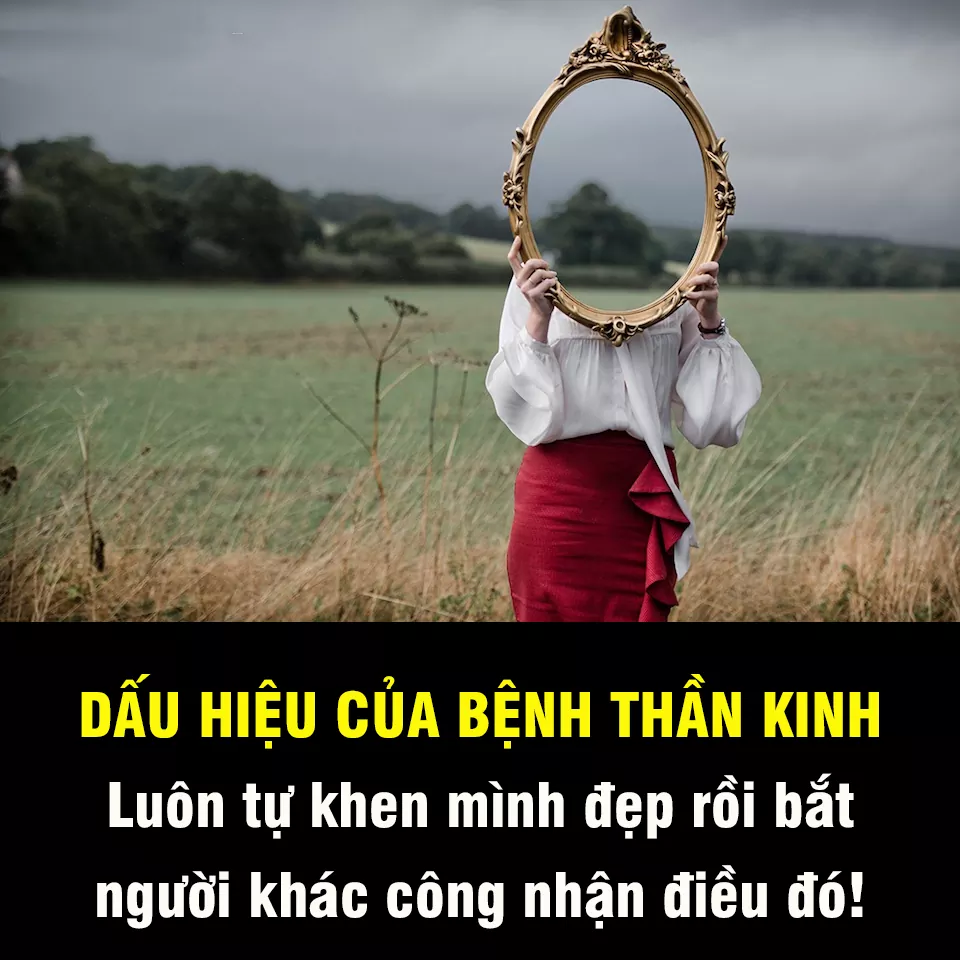 DẤU HIỆU CỦA BỆNH THẦN KINH
Luôn tự khen mình đẹp rồi bắt
người khác công nhận điều đó!